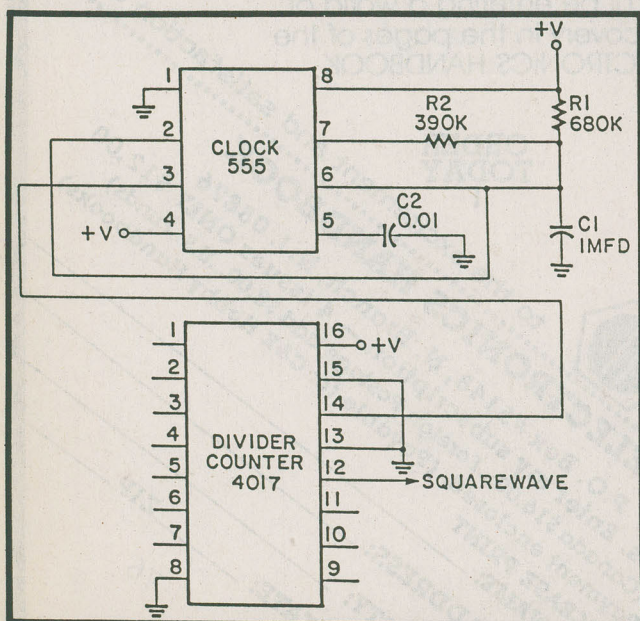 +V
1
8
R2
390K
R1
680K
2
CLOCK
555
7
3
6
C2
0.01
+V
4
5
C1
1MFD
1
16
+V
2
15
3
14
4
DIVIDER
COUNTER
4017
13
5
12
SQUAREWAVE
6
11
7
10
8
9